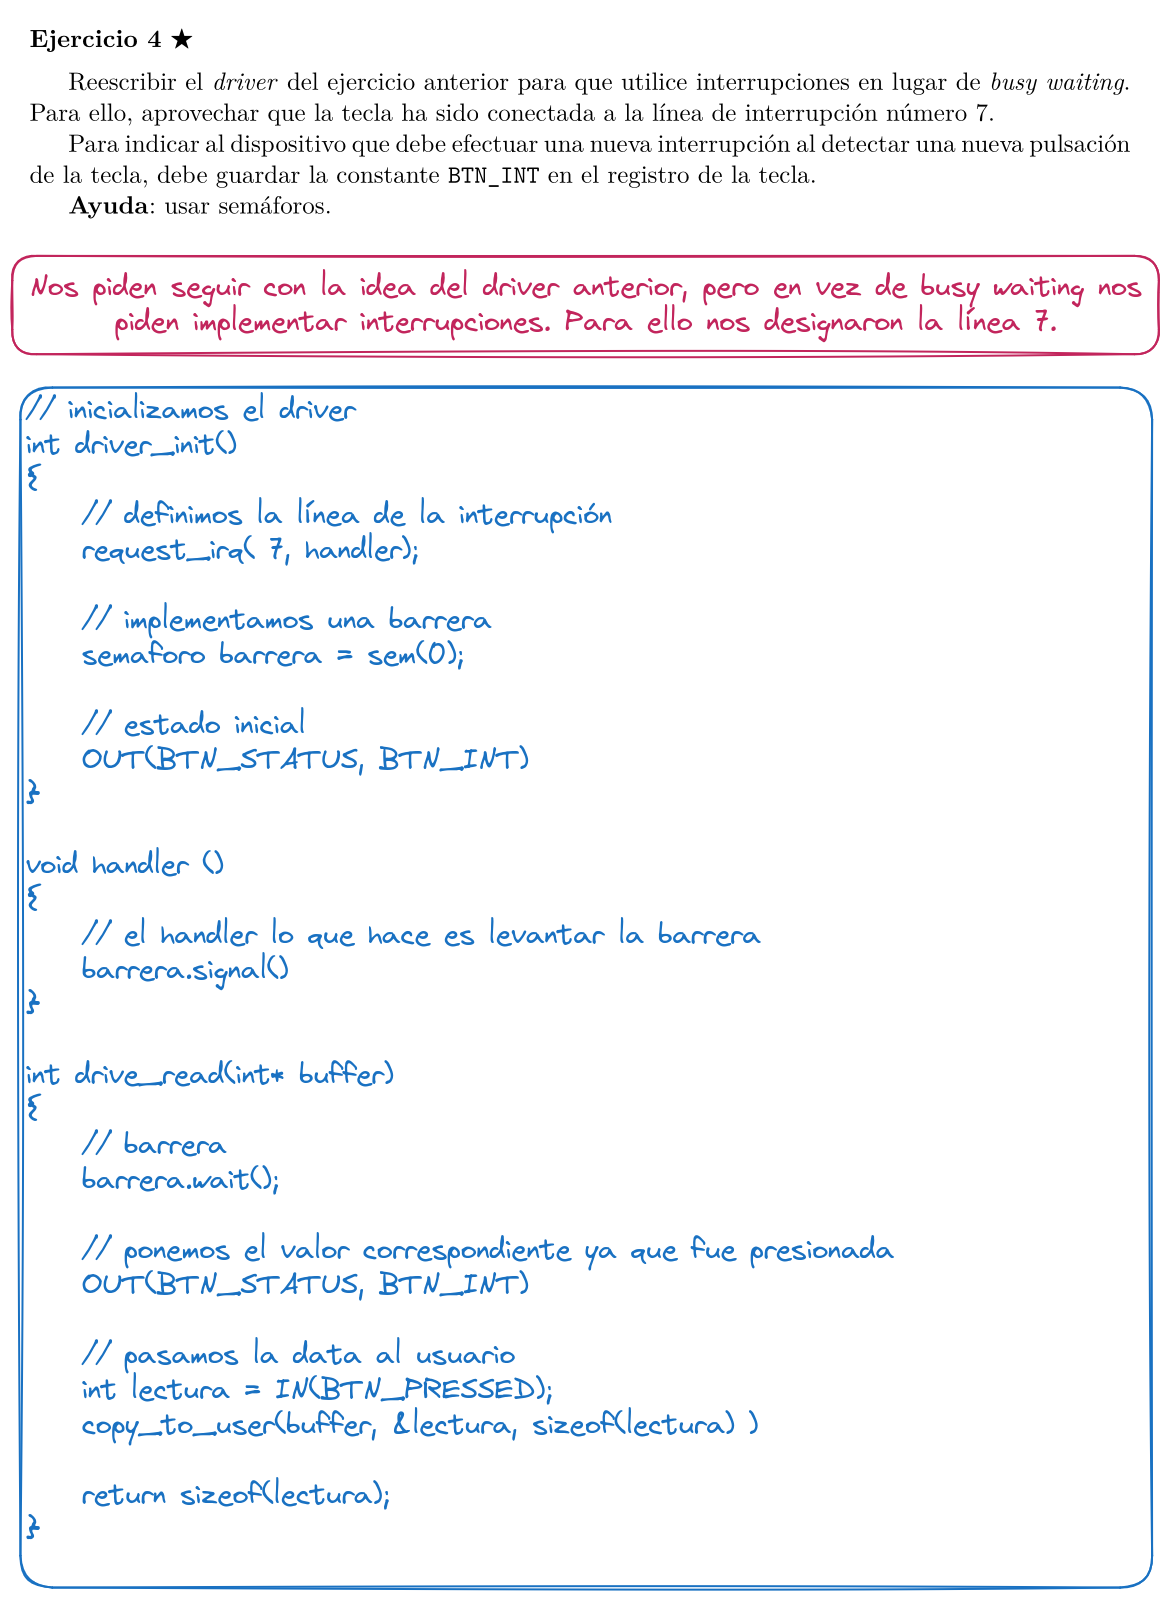 Ejercicio 4 ★
Reescribir el driver del ejercicio anterior para que utilice interrupciones en lugar de busy waiting.
Para ello, aprovechar que la tecla ha sido conectada a la línea de interrupción número 7.
Para indicar al dispositivo que debe efectuar una nueva interrupción al detectar una nueva pulsación
de la tecla, debe guardar la constante BTN_INT en el registro de la tecla.
Ayuda: usar semáforos.
Nos piden seguir con la idea del driver anterior, pero en vez de busy waiting nos
piden implementar interrupciones. Para ello nos designaron la línea 7.
// inicializamos el driver
int driver_init()
{
// definimos la línea de la interrupción
request_irq( 7, handler);
// implementamos una barrera
semaforo barrera = sem(0);
// estado inicial
OUT(BTN_STATUS, BTN_INT)
}
void handler ()
{
// el handler lo que hace es levantar la barrera
barrera.signal()
}
int drive_read(int* buffer)
{
// barrera
barrera.wait();
// ponemos el valor correspondiente ya que fue presionada
OUT(BTN_STATUS, BTN_INT)
// pasamos la data al usuario
int lectura = IN(BTN_PRESSED);
copy_to_user(buffer, &lectura, sizeof(lectura) )
return sizeof(lectura);
}